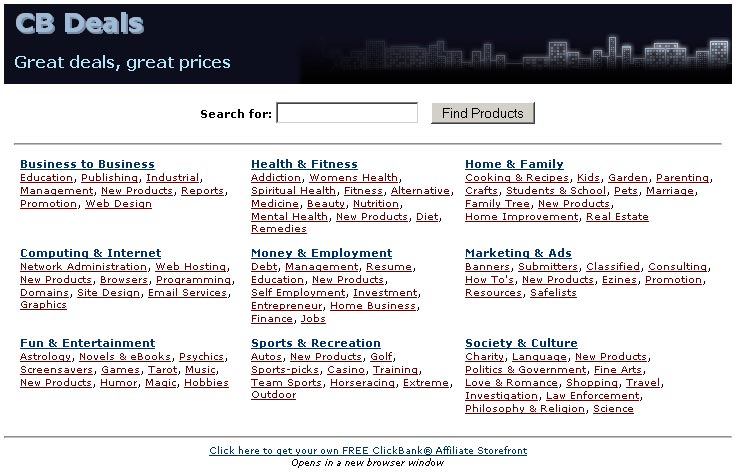 CB Deals
Great deals, great prices
Search for: Find Products
Business to Business
Education, Publishing, Industrial,
Management, New Products, Reports,
Promotion, Web Design
Health & Fitness
Addiction, Womens Health,
Spiritual Health, Fitness, Alternative,
Medicine, Beauty, Nutrition,
Mental Health, New Products, Diet,
Remedies
Home & Family
Cooking & Recipes, Kids, Garden, Parenting,
Crafts, Students & School, Pets, Marriage,
Family Tree, New Products,
Home Improvement, Real Estate
Computing & Internet
Network Administration, Web Hosting,
New Products, Browsers, Programming,
Domains, Site Design, Email Services,
Graphics
Money & Employment
Debt, Management, Resume,
Education, New Products,
Self Employment, Investment,
Entrepreneur, Home Business,
Finance, Jobs
Marketing & Ads
Banners, Submitters, Classified, Consulting,
How To's, New Products, Ezines, Promotion,
Resources, Safelists
Fun & Entertainment
Astrology, Novels & eBooks, Psychics,
Screensavers, Games, Tarot, Music,
New Products, Humor, Magic, Hobbies
Sports & Recreation
Autos, New Products, Golf,
Sports-picks, Casino, Training,
Team Sports, Horseracing, Extreme,
Outdoor
Society & Culture
Charity, Language, New Products,
Politics & Government, Fine Arts,
Love & Romance, Shopping, Travel,
Investigation, Law Enforcement,
Philosophy & Religion, Science
Click here to get your own FREE ClickBank® Affiliate Storefront
Opens in a new browser window